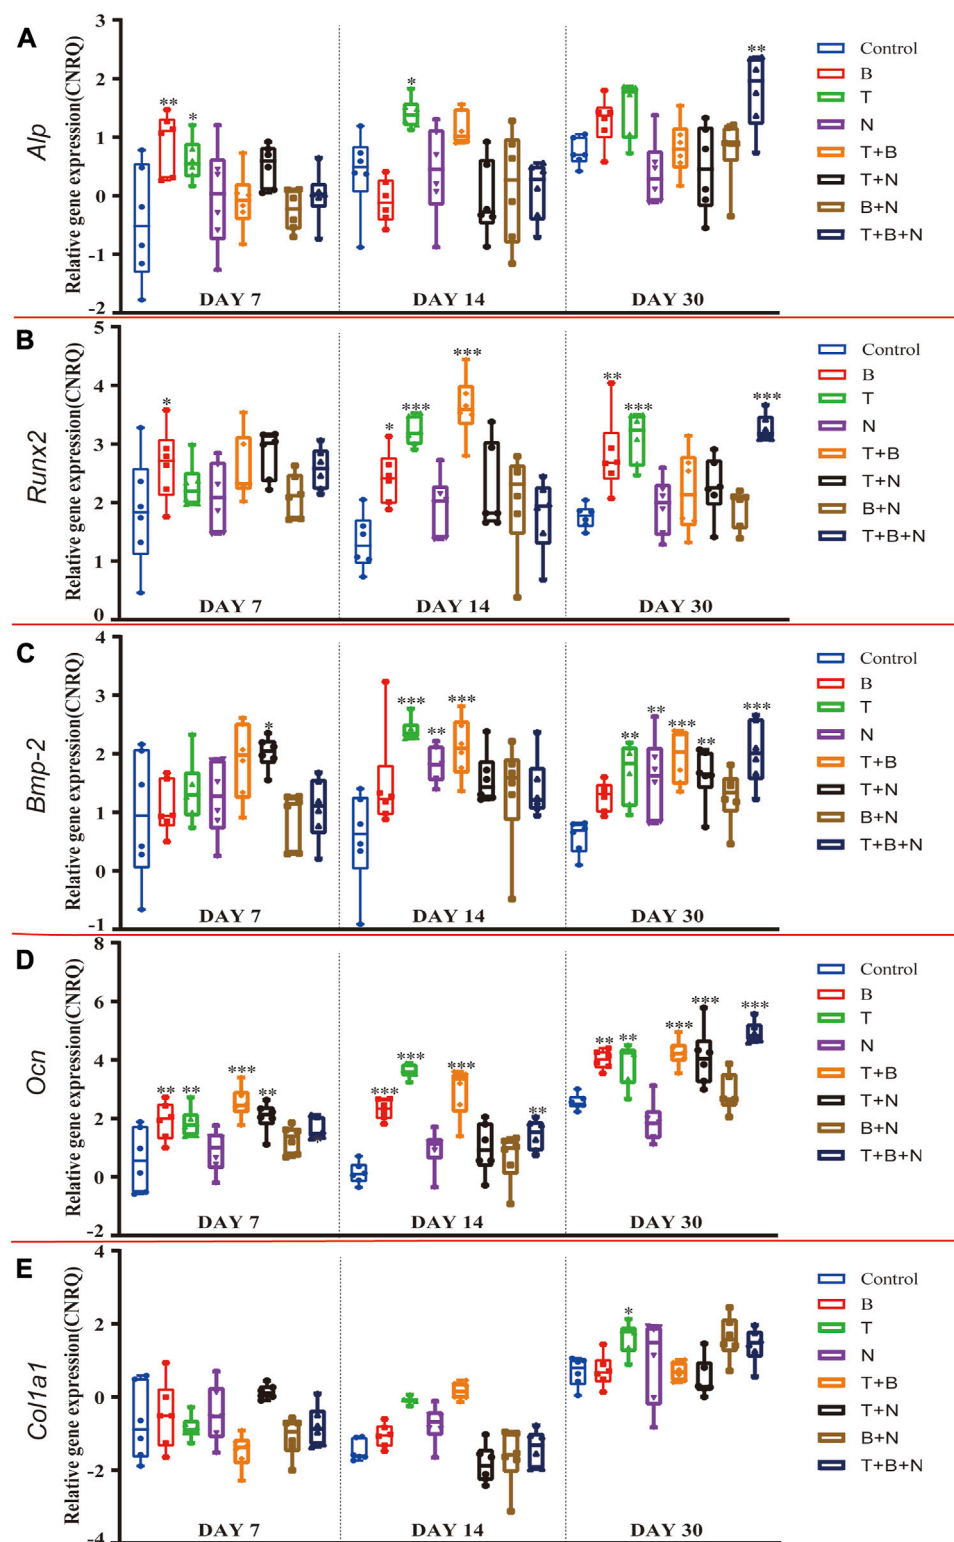 A
Alp
Relative gene expression(CNRQ)
3
2
1
0
-1
-2
** *
*
**
DAY 7 DAY 14 DAY 30
Control
B
T
N
T+B
T+N
B+N
T+B+N
B
Runx2
Relative gene expression(CNRQ)
5
4
3
2
1
0
*
* *** ***
** *** ***
DAY 7 DAY 14 DAY 30
Control
B
T
N
T+B
T+N
B+N
T+B+N
C
Bmp-2
Relative gene expression(CNRQ)
4
3
2
1
0
-1
*
*** ** ***
** ** *** ** ***
DAY 7 DAY 14 DAY 30
Control
B
T
N
T+B
T+N
B+N
T+B+N
D
Ocn
Relative gene expression(CNRQ)
8
6
4
2
0
-2
** ** *** **
*** *** *** **
** ** *** *** ***
DAY 7 DAY 14 DAY 30
Control
B
T
N
T+B
T+N
B+N
T+B+N
E
Col1a1
Relative gene expression(CNRQ)
4
2
0
-2
-4
*
DAY 7 DAY 14 DAY 30
Control
B
T
N
T+B
T+N
B+N
T+B+N